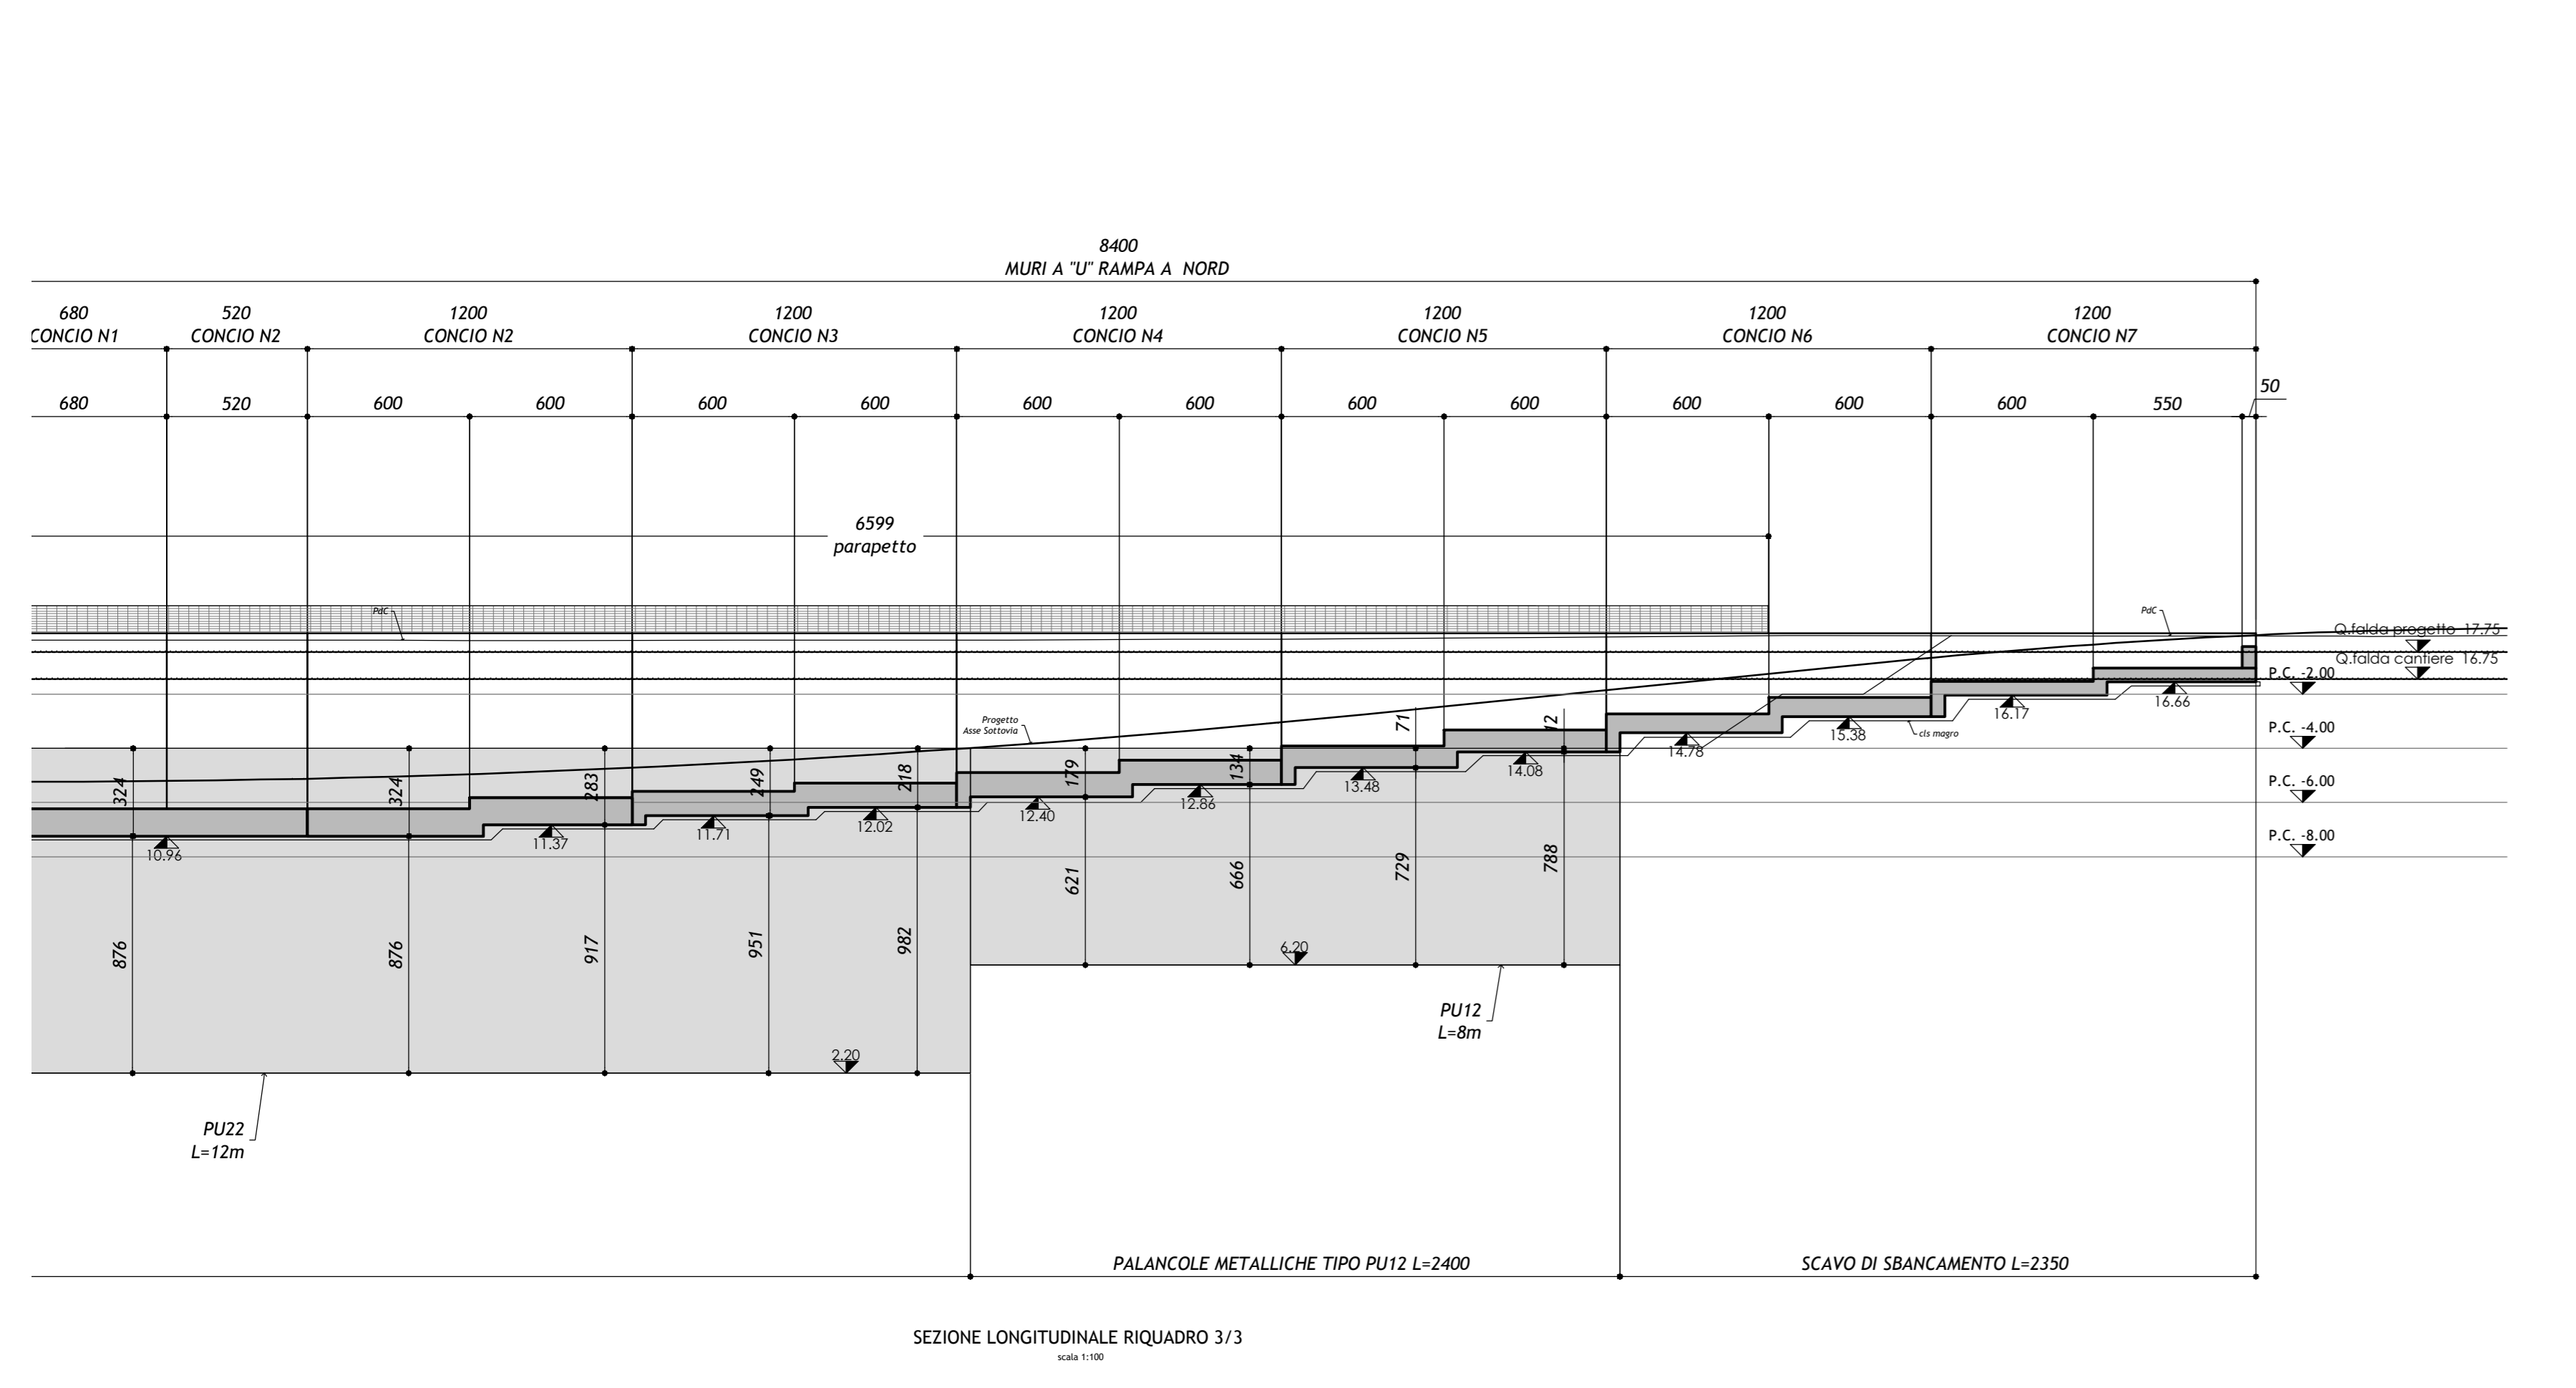 8400
MURI A "U" RAMPA A NORD
680 520 1200 1200 1200 1200 1200 1200
CONCIO N1 CONCIO N2 CONCIO N2 CONCIO N3 CONCIO N4 CONCIO N5 CONCIO N6 CONCIO N7
50
680 520 600 600 600 600 600 600 600 600 600 600 600 550
6599
parapetto
PdC PdC
Q.falda progetto 17.75
Q.falda cantiere 16.75
P.C. -2.00
16.66
16.17
Progetto
Asse Sottovia
71 12
P.C. -4.00
15.38 cls magro
14.78
14.08
13.48
324 324 283 249 218 179 134
P.C. -6.00
12.86
12.40
12.02
11.71
11.37
10.96
P.C. -8.00
876 876 917 951 982 621 666 729 788
6.20
PU12
L=8m
2.20
PU22
L=12m
PALANCOLE METALLICHE TIPO PU12 L=2400 SCAVO DI SBANCAMENTO L=2350
SEZIONE LONGITUDINALE RIQUADRO 3/3
scala 1:100